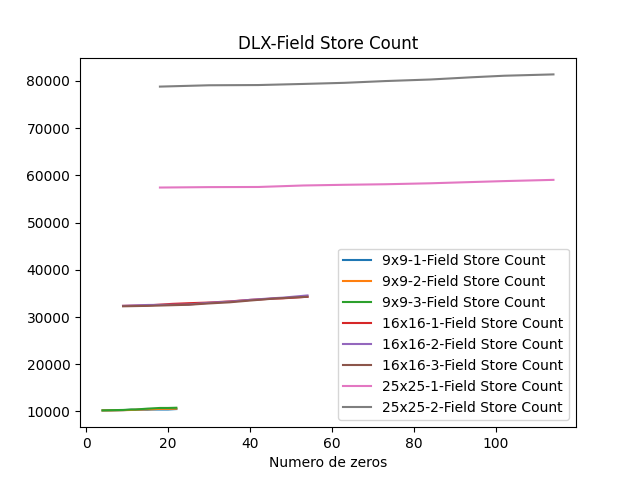 DLX-Field Store Count
80000
70000
60000
50000
40000
30000
20000
10000
9x9-1-Field Store Count
9x9-2-Field Store Count
9x9-3-Field Store Count
16x16-1-Field Store Count
16x16-2-Field Store Count
16x16-3-Field Store Count
25x25-1-Field Store Count
25x25-2-Field Store Count
0 20 40 60 80 100
Numero de zeros